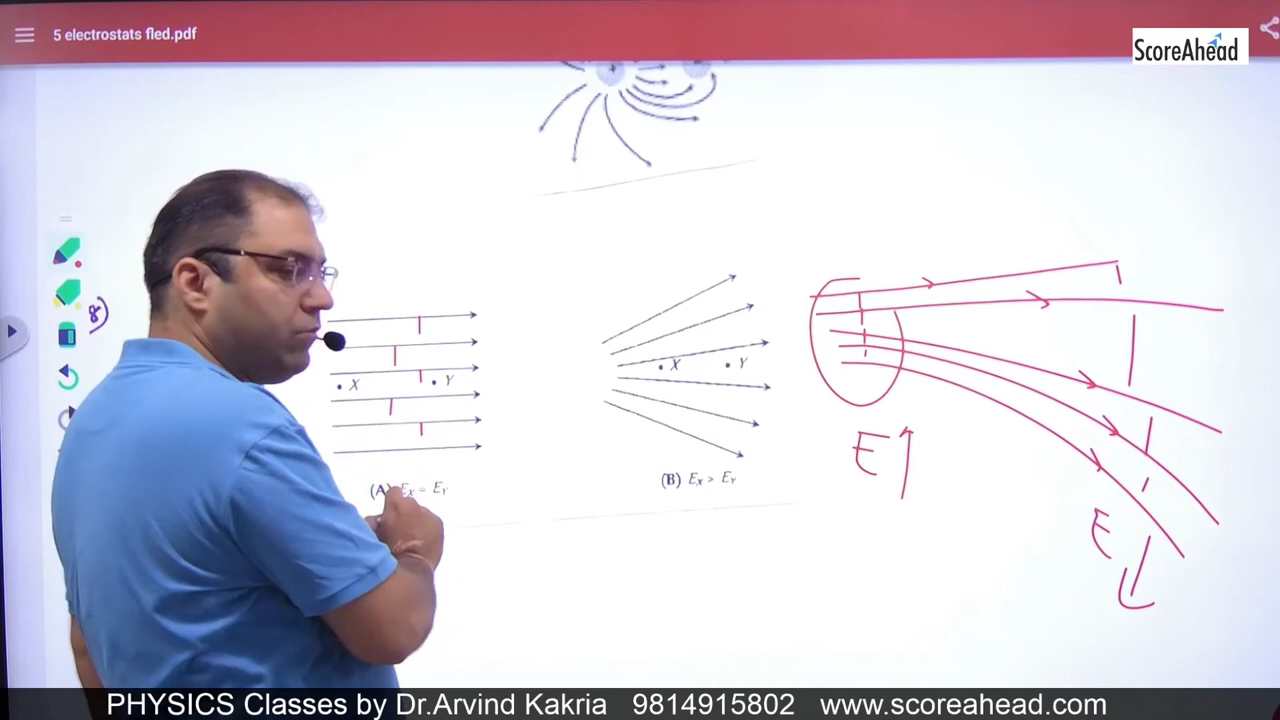 5 electrostats fled.pdf
ScoreAhead
8)
X
Y
X
Y
(A) Ex = EY
(B) EX > EY
E↑
E↓
PHYSICS Classes by Dr.Arvind Kakria 9814915802 www.scoreahead.com